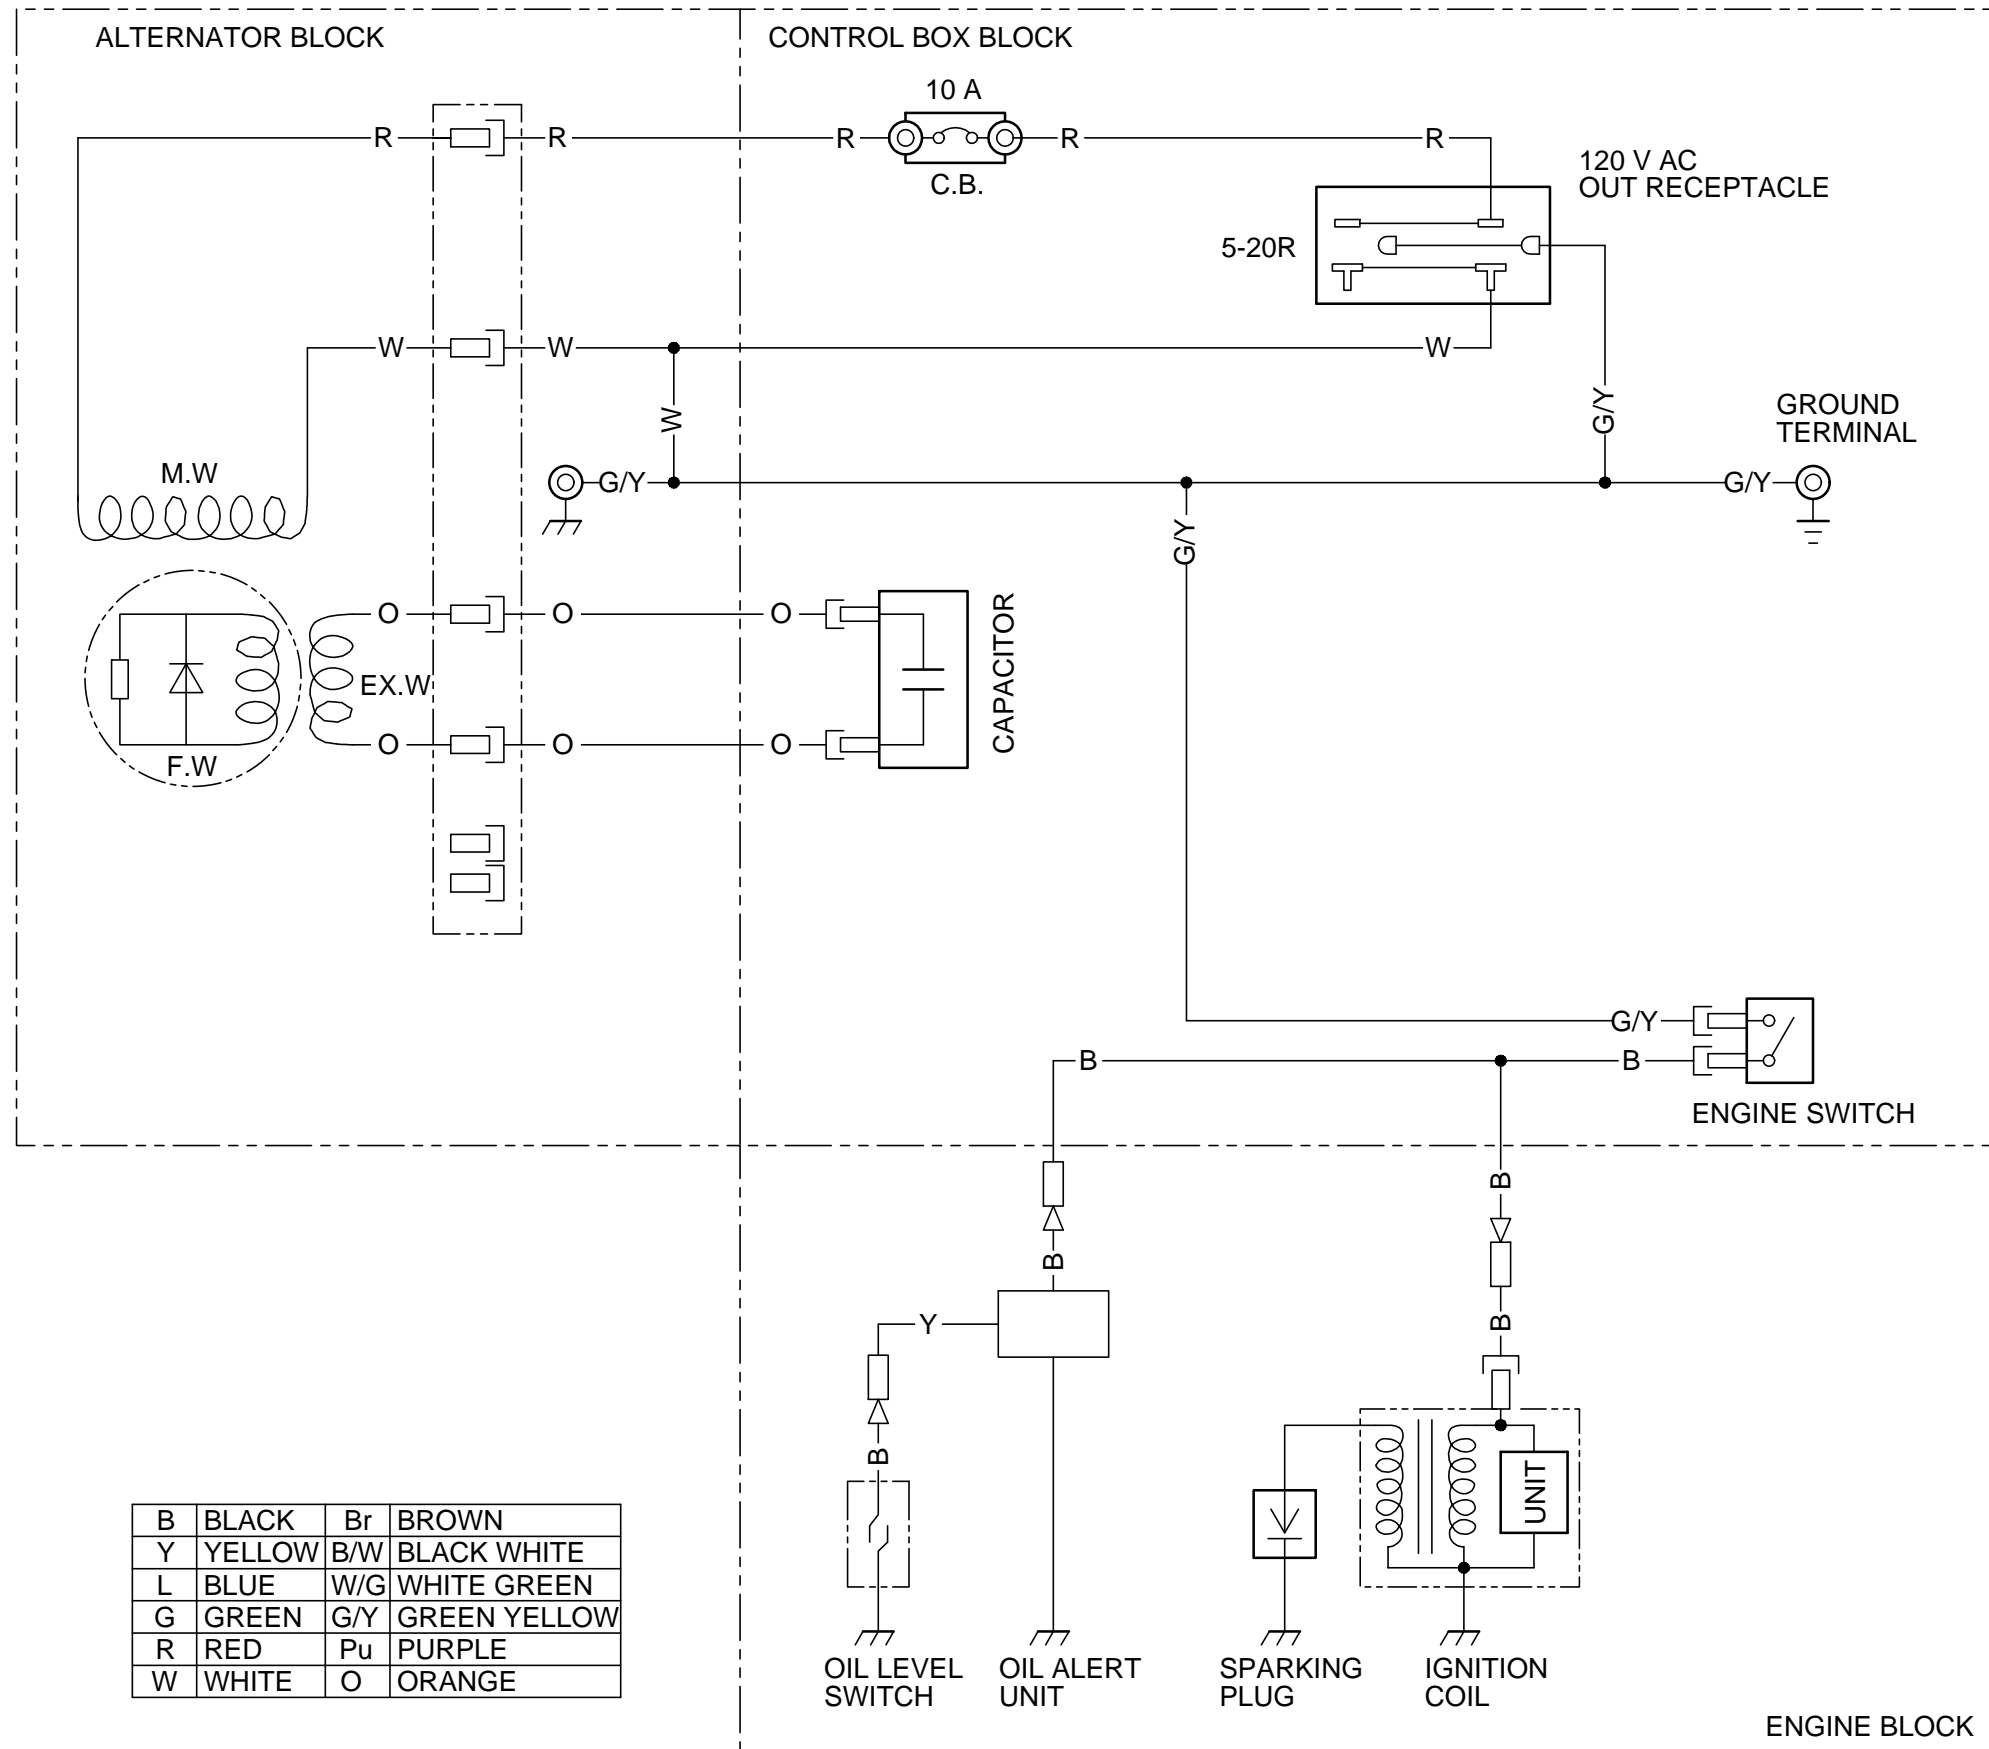 ALTERNATOR BLOCK
CONTROL BOX BLOCK
10 A
R
R
R
R
R
C.B.
120 V AC
OUT RECEPTACLE
5-20R
W
W
W
W
G/Y
GROUND
TERMINAL
M.W
G/Y
G/Y
G/Y
O
O
O
EX.W
CAPACITOR
O
O
O
F.W
G/Y
B
B
ENGINE SWITCH
B
B
B
Y
B
UNIT
B BLACK Br BROWN
Y YELLOW B/W BLACK WHITE
L BLUE W/G WHITE GREEN
G GREEN G/Y GREEN YELLOW
R RED Pu PURPLE
W WHITE O ORANGE
OIL LEVEL
SWITCH
OIL ALERT
UNIT
SPARKING
PLUG
IGNITION
COIL
ENGINE BLOCK